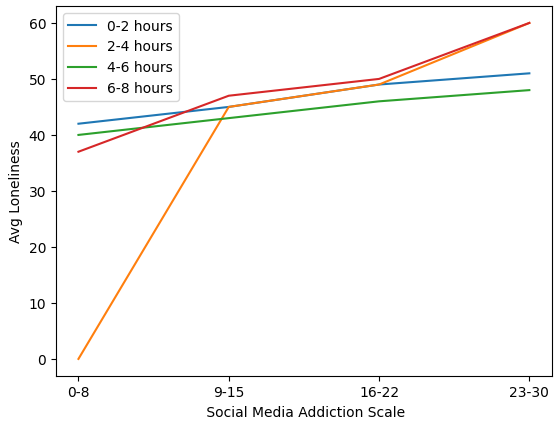 0-2 hours
2-4 hours
4-6 hours
6-8 hours
60
50
40
30
20
10
0
Avg Loneliness
0-8 9-15 16-22 23-30
Social Media Addiction Scale